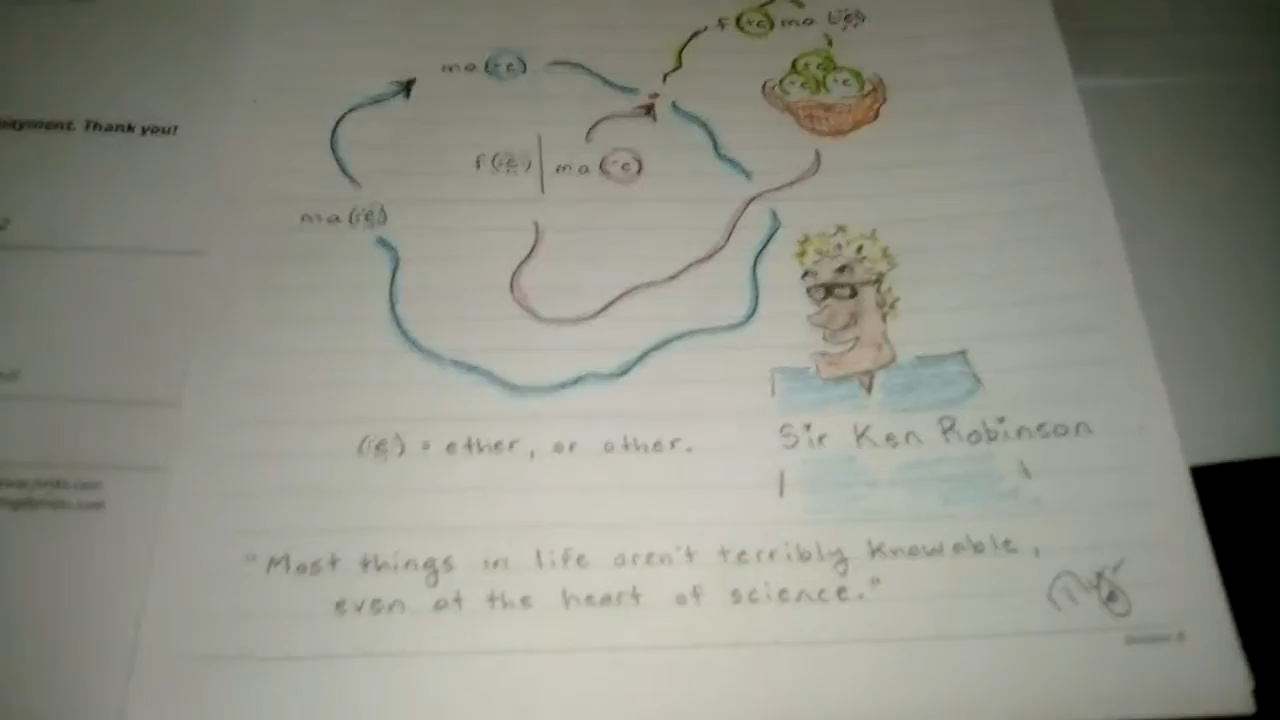 ayment. Thank you!
f (+c) ma (ie)
ma (+c)
f (ie) | ma (+c)
ma (ie)
(ie) = ether, or other.
Sir Ken Robinson
"Most things in life aren't terribly knowable,
even at the heart of science."